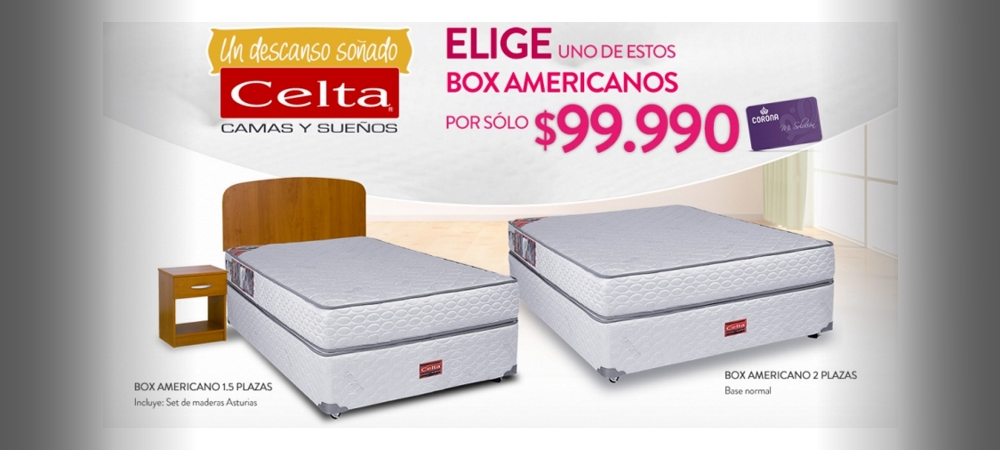 Un descanso soñado
Celta
CAMAS Y SUEÑOS
ELIGE UNO DE ESTOS
BOX AMERICANOS
POR SÓLO $99.990
CORONA
Celta
Celta
BOX AMERICANO 1.5 PLAZAS
Incluye: Set de maderas Asturias
BOX AMERICANO 2 PLAZAS
Base normal